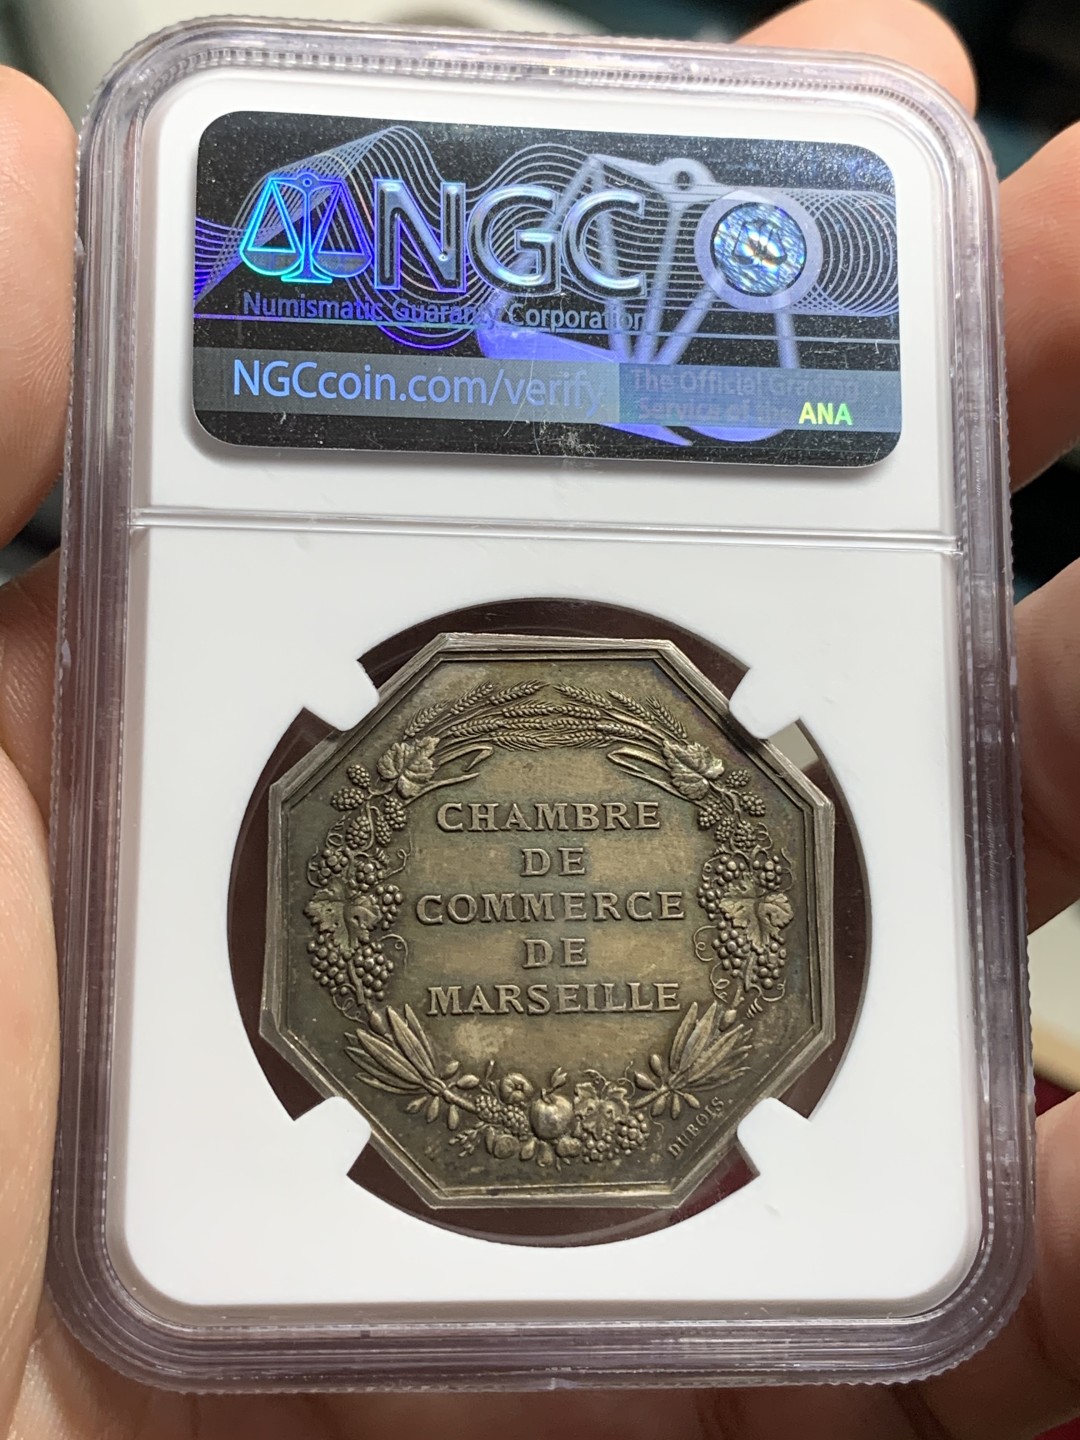 NGC
Numismatic Guaranty Corporation
NGCcoin.com/verify
The Official Grading
Service of the ANA
CHAMBRE
DE
COMMERCE
DE
MARSEILLE
DUBOIS.